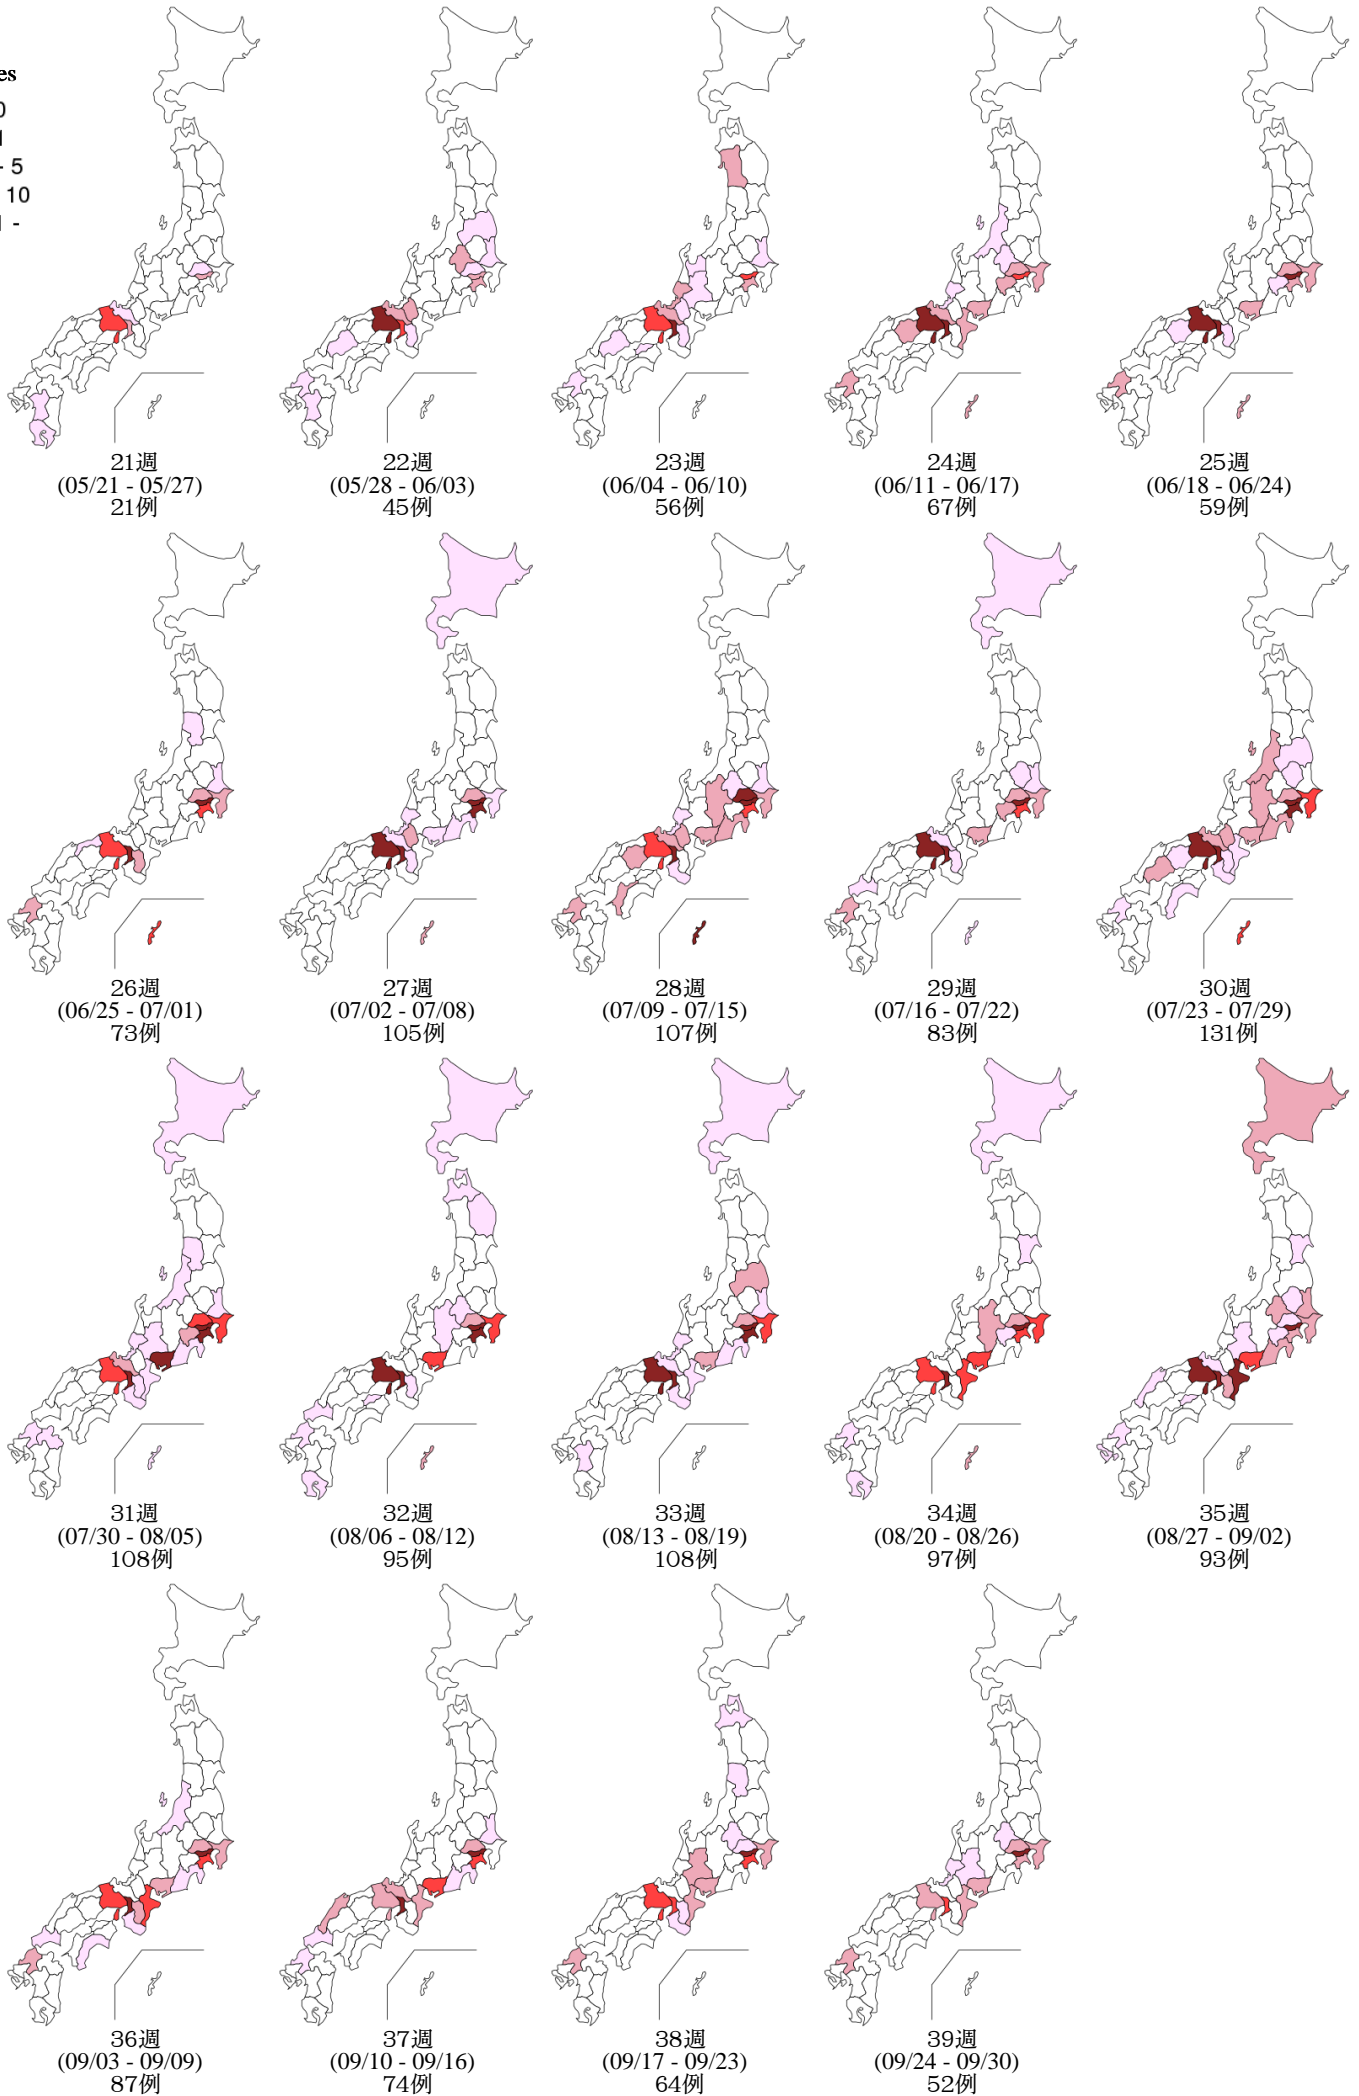 es
0
1
- 5
10
-
21週
(05/21 - 05/27)
21例
22週
(05/28 - 06/03)
45例
23週
(06/04 - 06/10)
56例
24週
(06/11 - 06/17)
67例
25週
(06/18 - 06/24)
59例
26週
(06/25 - 07/01)
73例
27週
(07/02 - 07/08)
105例
28週
(07/09 - 07/15)
107例
29週
(07/16 - 07/22)
83例
30週
(07/23 - 07/29)
131例
31週
(07/30 - 08/05)
108例
32週
(08/06 - 08/12)
95例
33週
(08/13 - 08/19)
108例
34週
(08/20 - 08/26)
97例
35週
(08/27 - 09/02)
93例
36週
(09/03 - 09/09)
87例
37週
(09/10 - 09/16)
74例
38週
(09/17 - 09/23)
64例
39週
(09/24 - 09/30)
52例